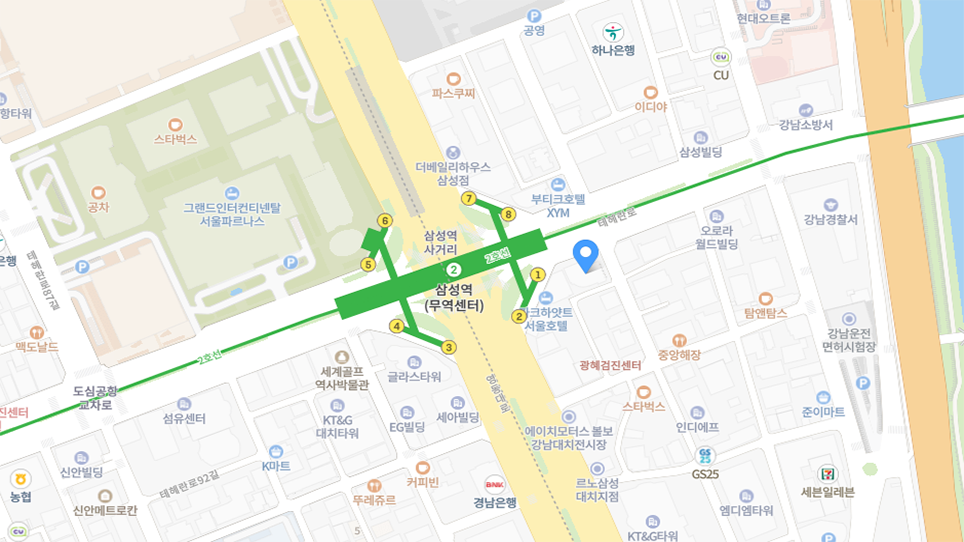 현대오트론
공영
하나은행
CU
파스쿠찌
이디야
강남소방서
항타워
스타벅스
삼성빌딩
더베일리하우스
삼성점
공차
그랜드인터컨티넨탈
서울파르나스
부티크호텔
XYM
7
8
6
테헤란로
오로라
월드빌딩
강남경찰서
삼성역
사거리
은행
P
P
5
2호선
2
1
테헤란로87길
삼성역
(무역센터)
파크하얏트
서울호텔
2
탐앤탐스
4
3
강남운전
면허시험장
맥도날드
2호선
세계골프
역사박물관
중앙해장
광혜검진센터
글라스타워
영동대로
P
도심공항
교차로
진센터
섬유센터
KT&G
대치타워
EG빌딩
세아빌딩
스타벅스
인디에프
준이마트
에이치모터스 볼보
강남대치전시장
신안빌딩
K마트
GS25
GS25
농협
테헤란로92길
커피빈
뚜레쥬르
BNK
경남은행
르노삼성
대치지점
세븐일레븐
신안메트로칸
엠디엠타워
CU
5
KT&G타워
P